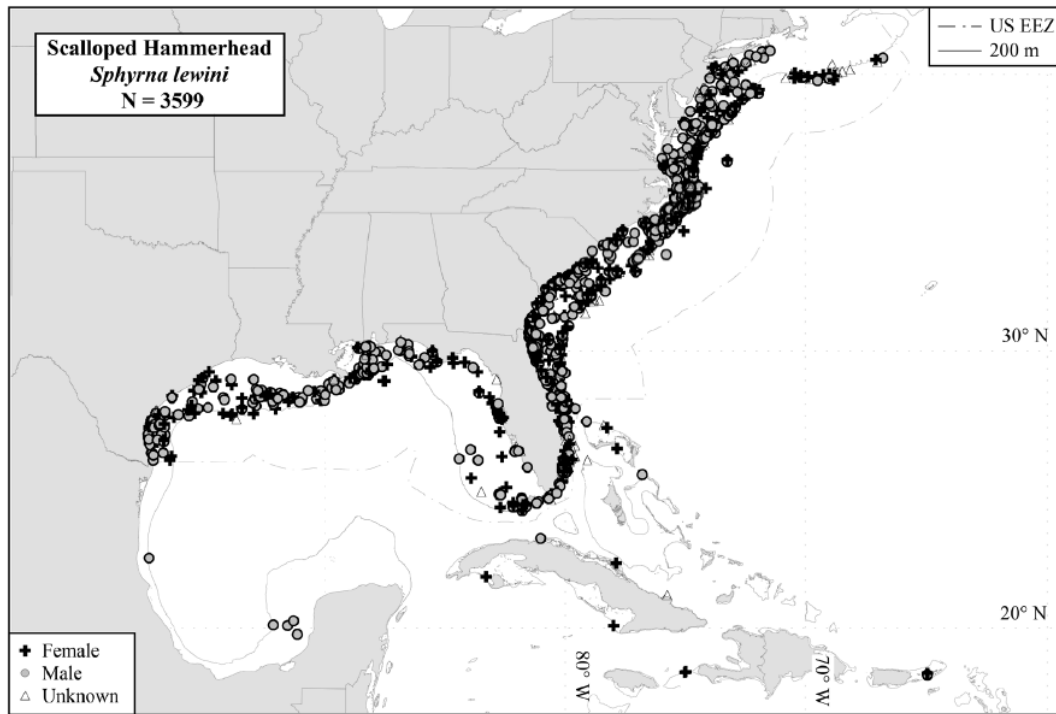 Scalloped Hammerhead
Sphyrna lewini
N = 3599
US EEZ
200 m
30° N
20° N
80° W
70° W
Female
Male
Unknown